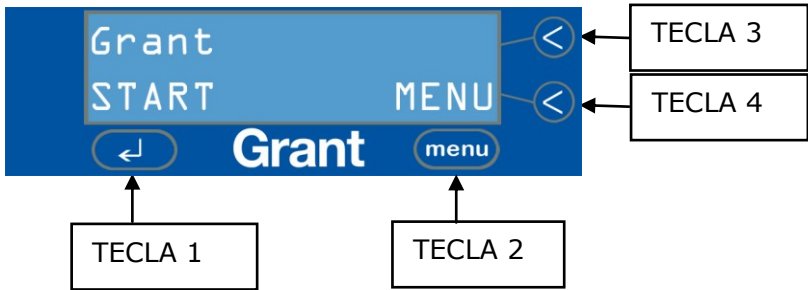 Grant
TECLA 3
START MENU
TECLA 4
Grant menu
TECLA 1
TECLA 2